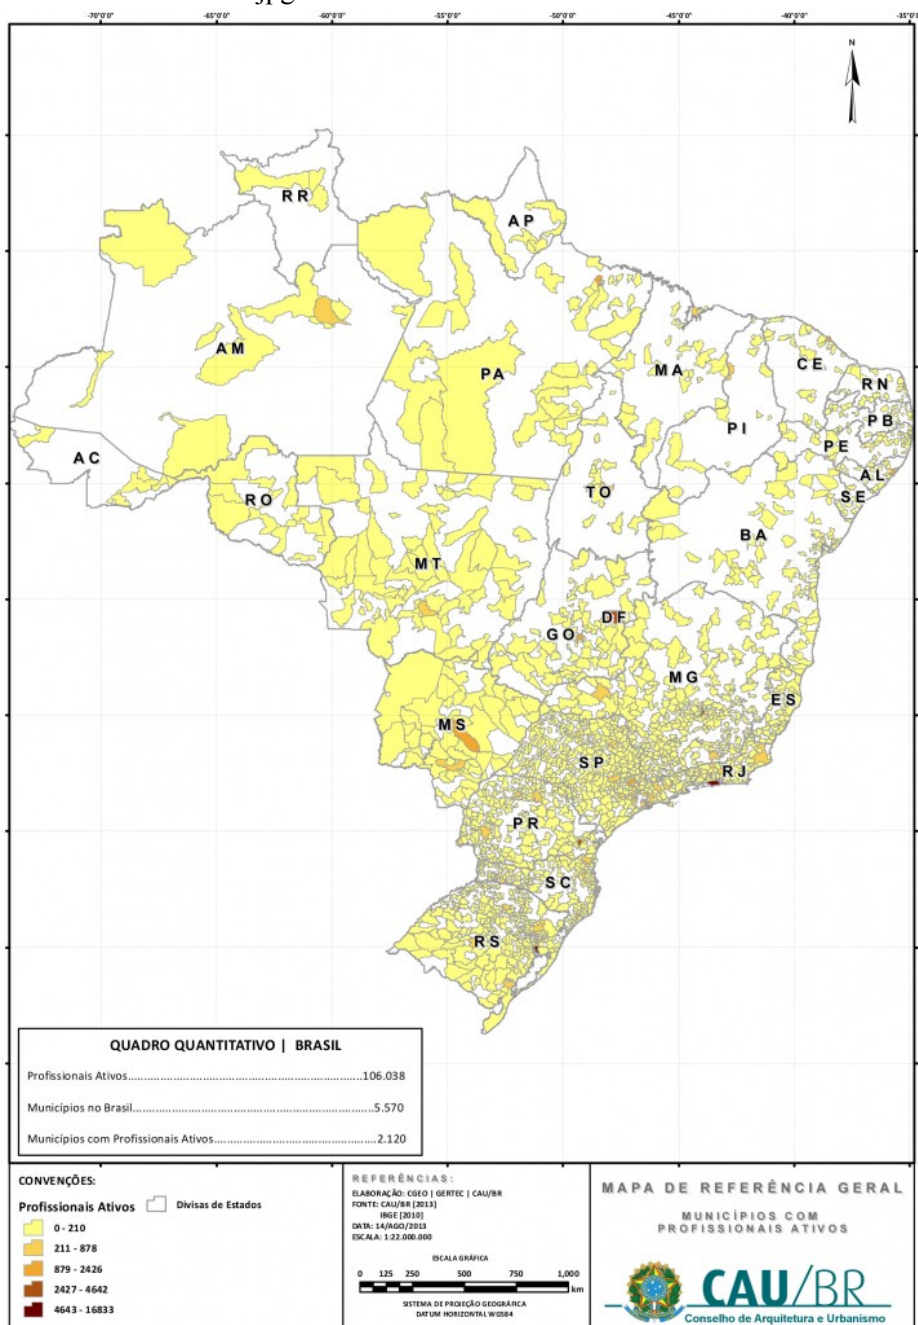 jpg
-70°0'0" -65°0'0" -60°0'0" -55°0'0" -50°0'0" -45°0'0" -40°0'0" -35°0'0"
N
RR
AP
AM
PA
MA
CE
RN
PB
PI
PE
AC
AL
TO
SE
RO
BA
MT
DF
GO
MG
ES
MS
SP
RJ
PR
SC
RS
QUADRO QUANTITATIVO | BRASIL
Profissionais Ativos 106.038
Municípios no Brasil 5.570
Municípios com Profissionais Ativos 2.120
CONVENÇÕES:
Profissionais Ativos Divisas de Estados
0 - 210
211 - 878
879 - 2426
2427 - 4642
4643 - 16833
REFERÊNCIAS:
ELABORAÇÃO: CGEO | GERTEC | CAU/BR
FONTE: CAU/BR [2013]
IBGE [2010]
DATA: 14/AGO/2013
ESCALA: 1:22.000.000
ESCALA GRÁFICA
0 125 250 500 750 1,000
km
SISTEMA DE PROJEÇÃO GEOGRÁFICA
DATUM HORIZONTAL WGS84
MAPA DE REFERÊNCIA GERAL
MUNICÍPIOS COM
PROFISSIONAIS ATIVOS
CAU/BR
Conselho de Arquitetura e Urbanismo